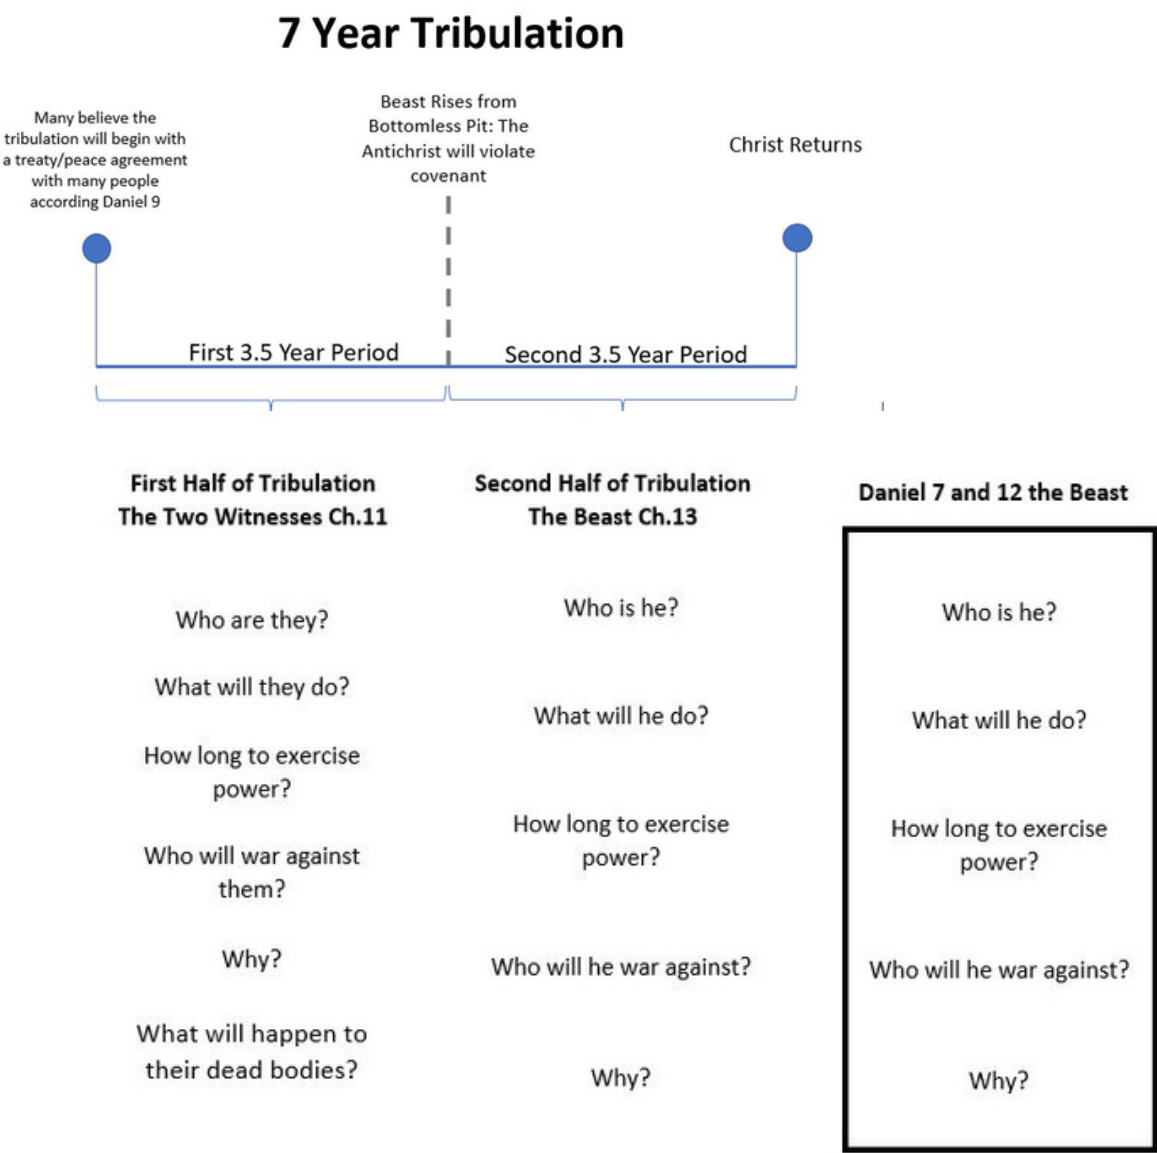 7 Year Tribulation
Many believe the
tribulation will begin with
a treaty/peace agreement
with many people
according Daniel 9
Beast Rises from
Bottomless Pit: The
Antichrist will violate
covenant
Christ Returns
First 3.5 Year Period
Second 3.5 Year Period
First Half of Tribulation
The Two Witnesses Ch.11
Who are they?
What will they do?
How long to exercise
power?
Who will war against
them?
Why?
What will happen to
their dead bodies?
Second Half of Tribulation
The Beast Ch.13
Who is he?
What will he do?
How long to exercise
power?
Who will he war against?
Why?
Daniel 7 and 12 the Beast
Who is he?
What will he do?
How long to exercise
power?
Who will he war against?
Why?